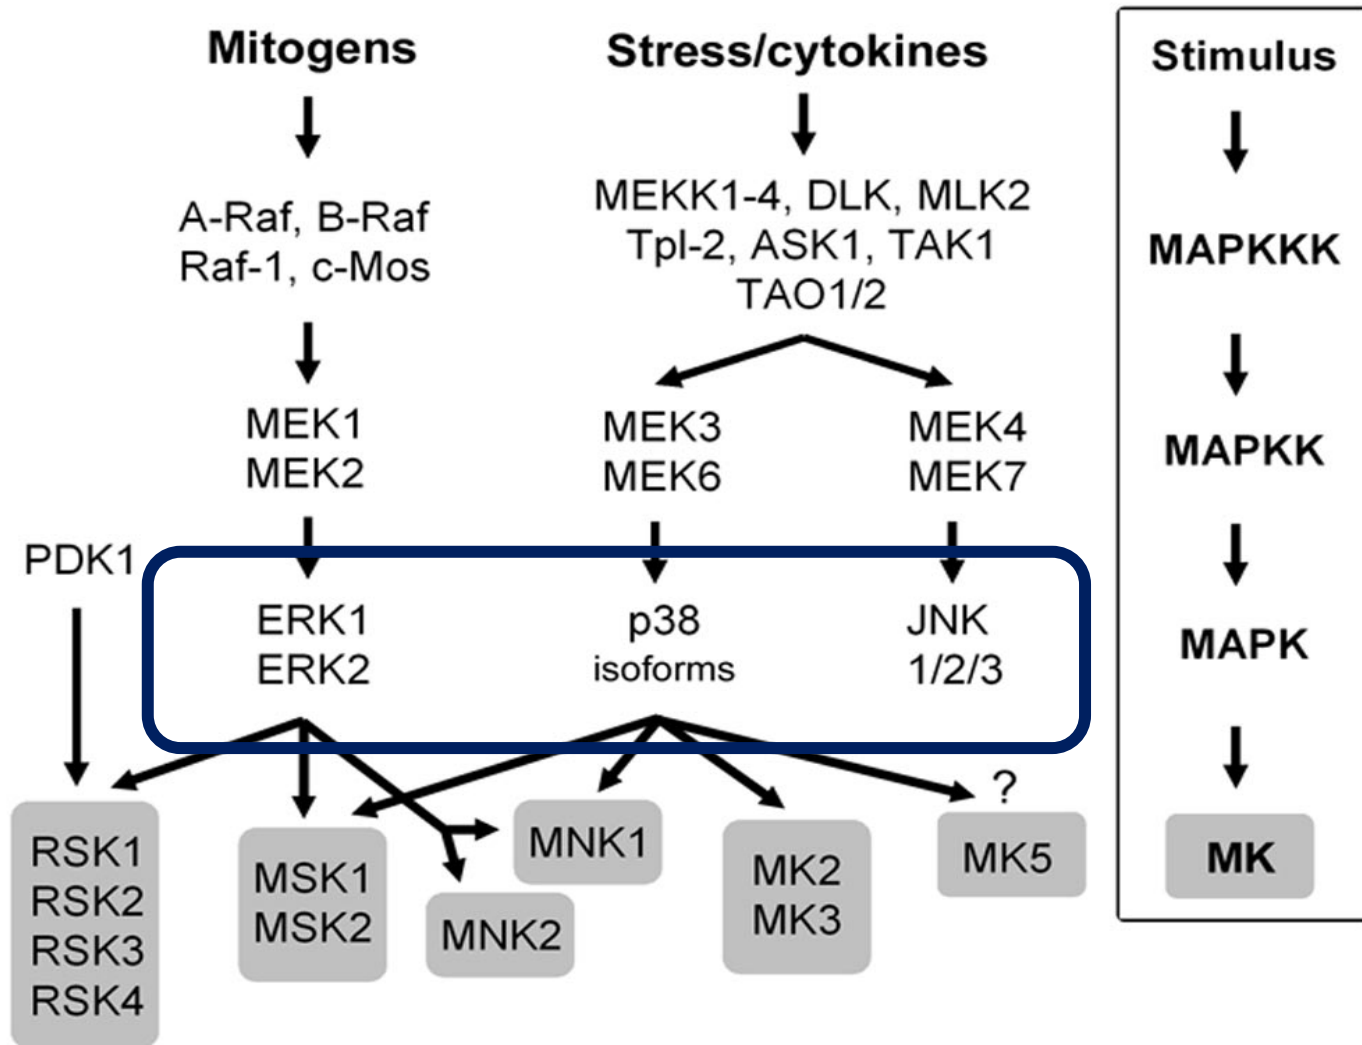 Mitogens
Stress/cytokines
Stimulus
A-Raf, B-Raf
Raf-1, c-Mos
MEKK1-4, DLK, MLK2
Tpl-2, ASK1, TAK1
TAO1/2
MAPKKK
MEK1
MEK2
MEK3
MEK6
MEK4
MEK7
MAPKK
PDK1
ERK1
ERK2
p38
isoforms
JNK
1/2/3
MAPK
RSK1
RSK2
RSK3
RSK4
MSK1
MSK2
MNK1
MNK2
MK2
MK3
?
MK5
MK